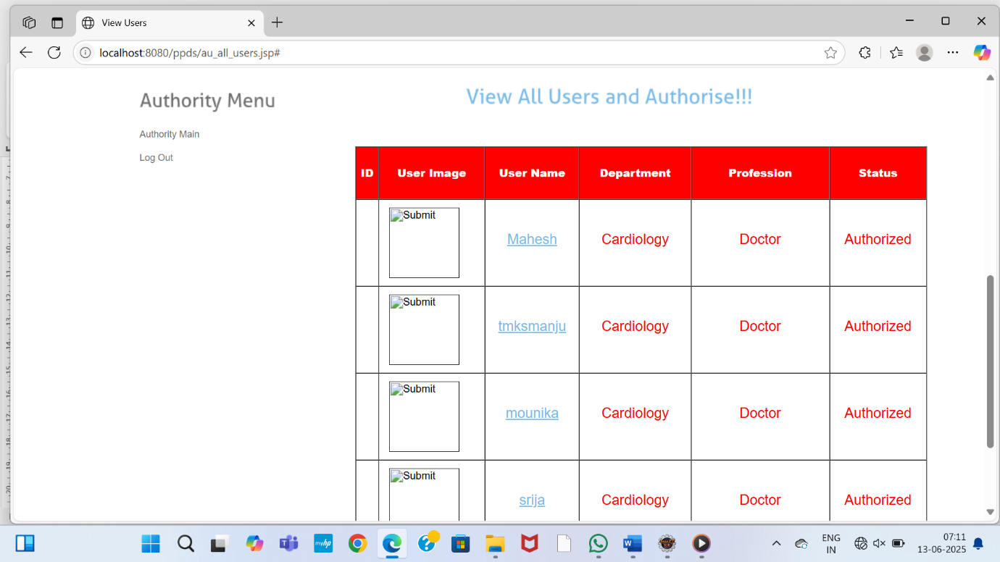 View Users
localhost:8080/ppds/au_all_users.jsp#
Authority Menu
Authority Main
Log Out
View All Users and Authorise!!!
ID User Image User Name Department Profession Status
Submit Mahesh Cardiology Doctor Authorized
Submit tmksmanju Cardiology Doctor Authorized
Submit mounika Cardiology Doctor Authorized
Submit srija Cardiology Doctor Authorized
myhp
ENG
IN
07:11
13-06-2025